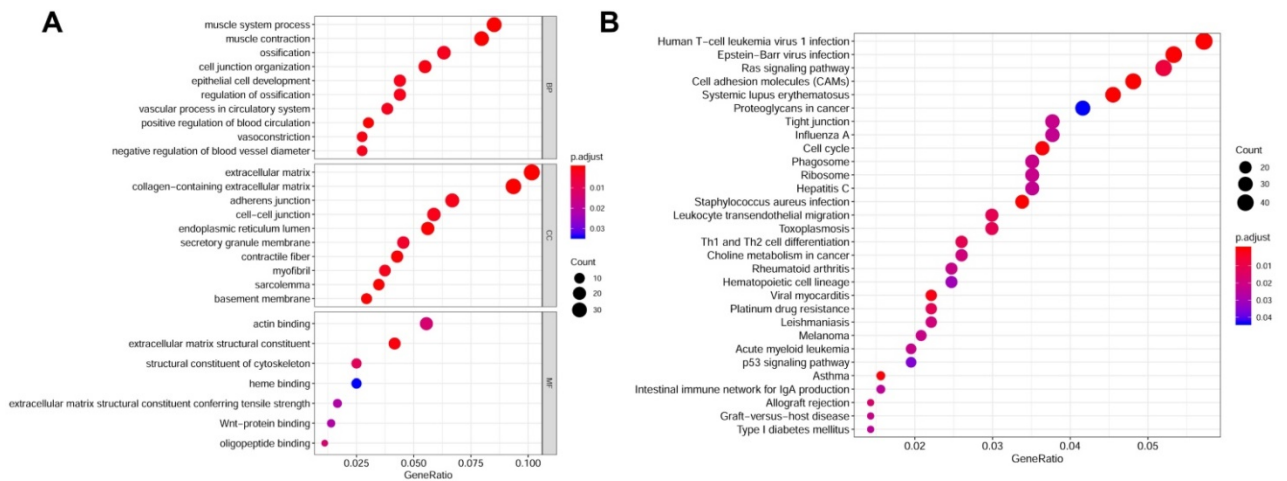 A
muscle system process
muscle contraction
ossification
cell junction organization
epithelial cell development
regulation of ossification
vascular process in circulatory system
positive regulation of blood circulation
vasoconstriction
negative regulation of blood vessel diameter
BP
extracellular matrix
collagen-containing extracellular matrix
adherens junction
cell-cell junction
endoplasmic reticulum lumen
secretory granule membrane
contractile fiber
myofibril
sarcolemma
basement membrane
CC
actin binding
extracellular matrix structural constituent
structural constituent of cytoskeleton
heme binding
extracellular matrix structural constituent conferring tensile strength
Wnt-protein binding
oligopeptide binding
MF
0.025 0.050 0.075 0.100
GeneRatio
p.adjust
0.01
0.02
0.03
Count
10
20
30
B
Human T-cell leukemia virus 1 infection
Epstein-Barr virus infection
Ras signaling pathway
Cell adhesion molecules (CAMs)
Systemic lupus erythematosus
Proteoglycans in cancer
Tight junction
Influenza A
Cell cycle
Phagosome
Ribosome
Hepatitis C
Staphylococcus aureus infection
Leukocyte transendothelial migration
Toxoplasmosis
Th1 and Th2 cell differentiation
Choline metabolism in cancer
Rheumatoid arthritis
Hematopoietic cell lineage
Viral myocarditis
Platinum drug resistance
Leishmaniasis
Melanoma
Acute myeloid leukemia
p53 signaling pathway
Asthma
Intestinal immune network for IgA production
Allograft rejection
Graft-versus-host disease
Type I diabetes mellitus
0.02 0.03 0.04 0.05
GeneRatio
Count
20
30
40
p.adjust
0.01
0.02
0.03
0.04